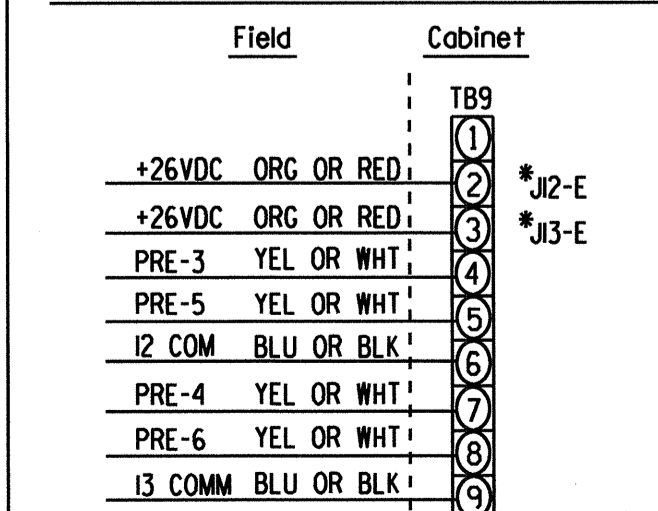 Field Cabinet
TB9
1
+26VDC ORG OR RED 2 *J12-E
+26VDC ORG OR RED 3 *J13-E
PRE-3 YEL OR WHT 4
PRE-5 YEL OR WHT 5
12 COM BLU OR BLK 6
PRE-4 YEL OR WHT 7
PRE-6 YEL OR WHT 8
13 COMM BLU OR BLK 9